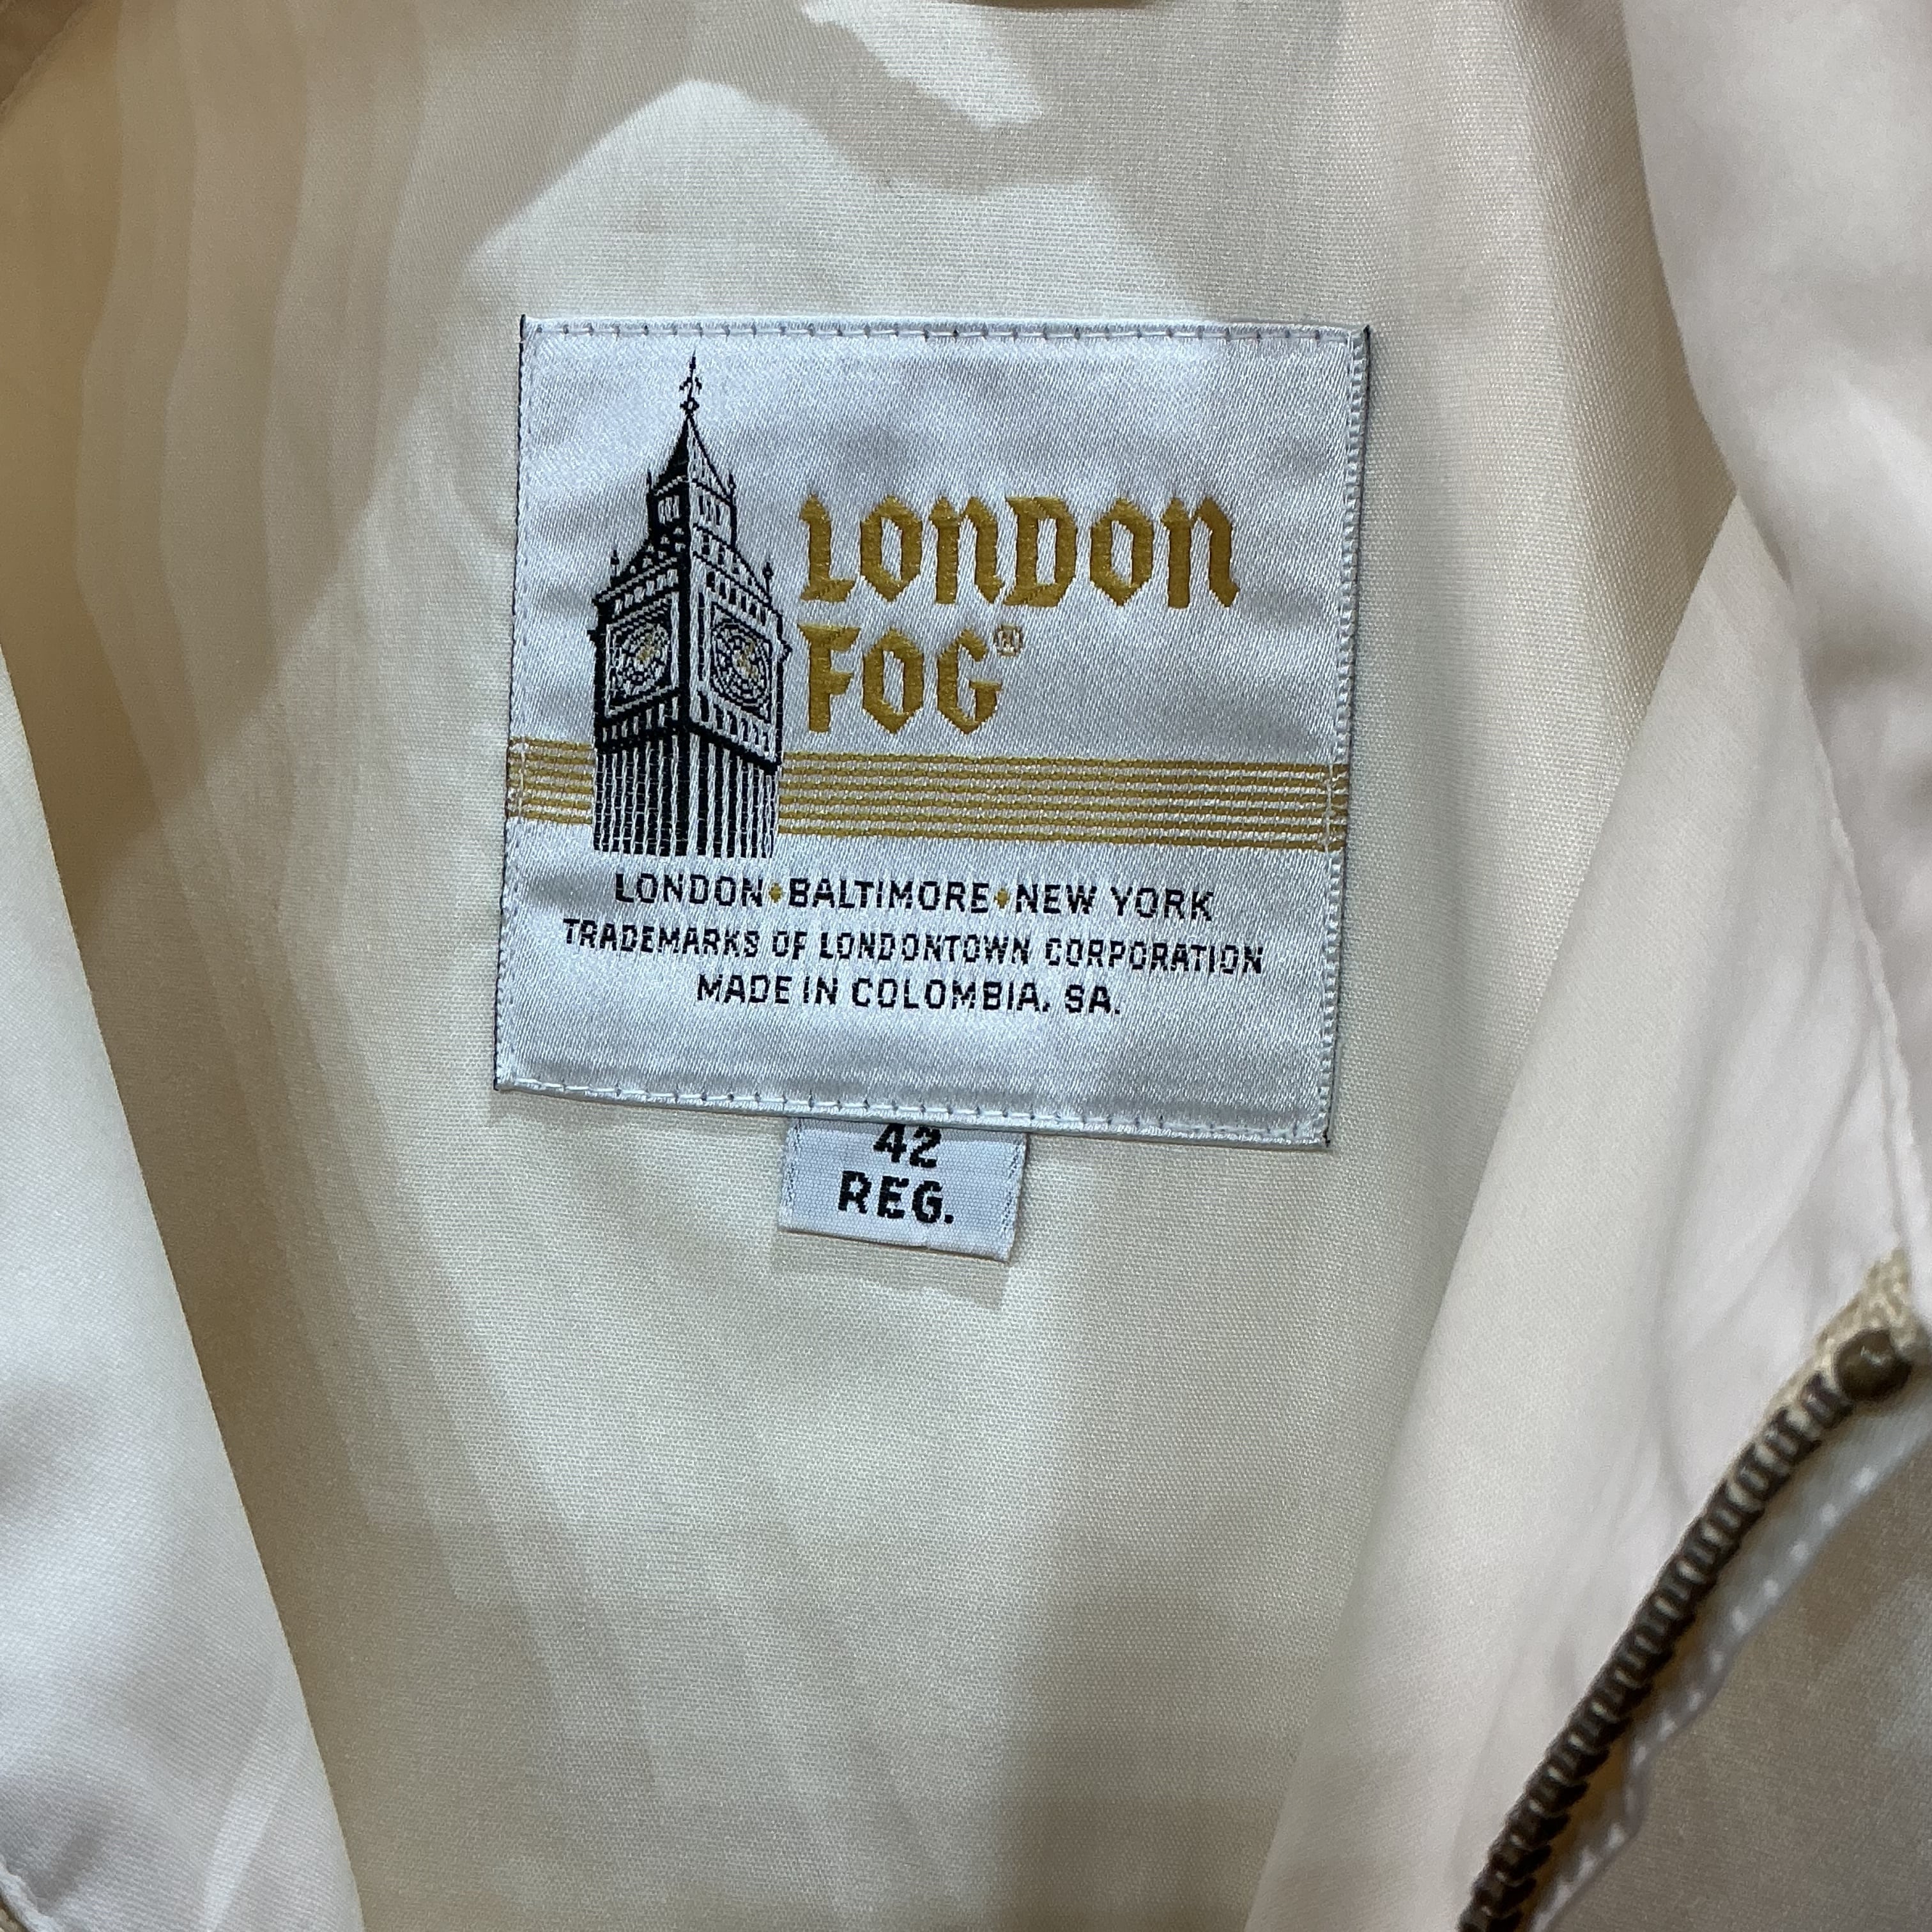 LONDON
FOG®
LONDON♦BALTIMORE♦NEW YORK
TRADEMARKS OF LONDONTOWN CORPORATION
MADE IN COLOMBIA, SA.
42
REG.